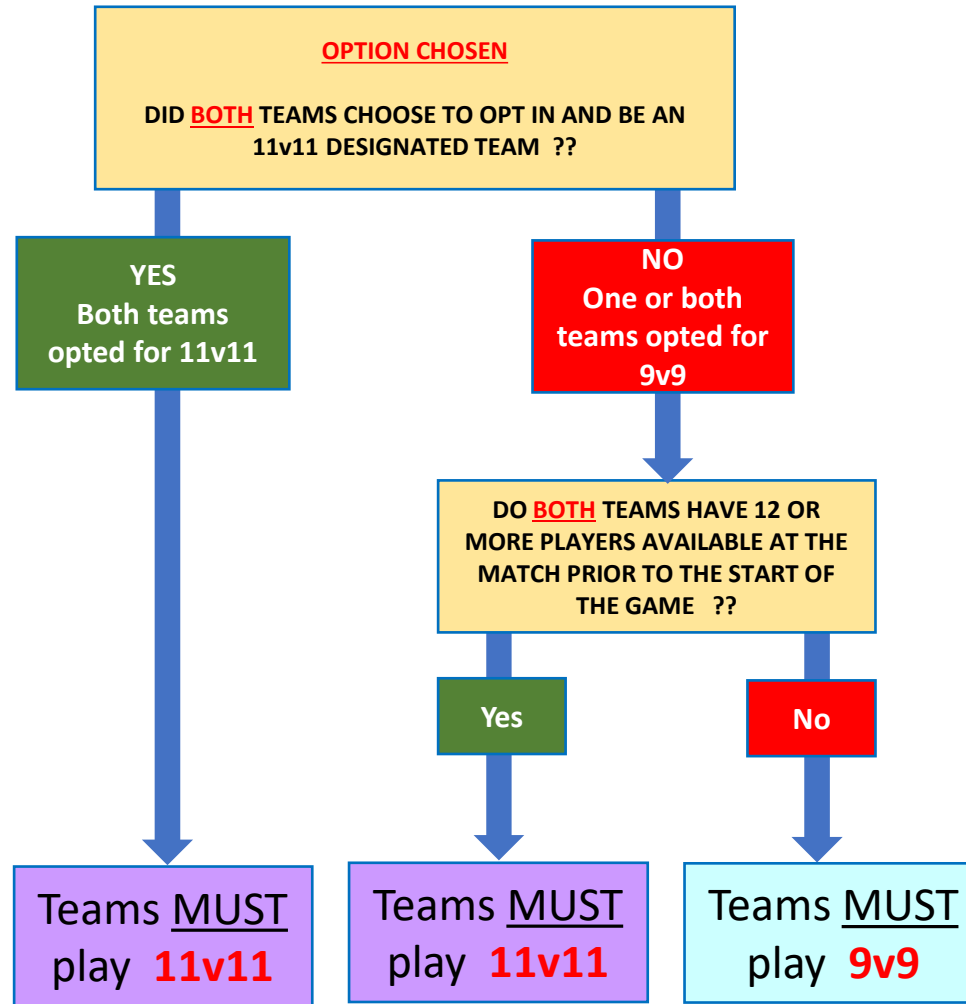 OPTION CHOSEN
DID BOTH TEAMS CHOOSE TO OPT IN AND BE AN
11v11 DESIGNATED TEAM ??
YES
Both teams
opted for 11v11
NO
One or both
teams opted for
9v9
DO BOTH TEAMS HAVE 12 OR
MORE PLAYERS AVAILABLE AT THE
MATCH PRIOR TO THE START OF
THE GAME ??
Yes
No
Teams MUST
play 11v11
Teams MUST
play 11v11
Teams MUST
play 9v9